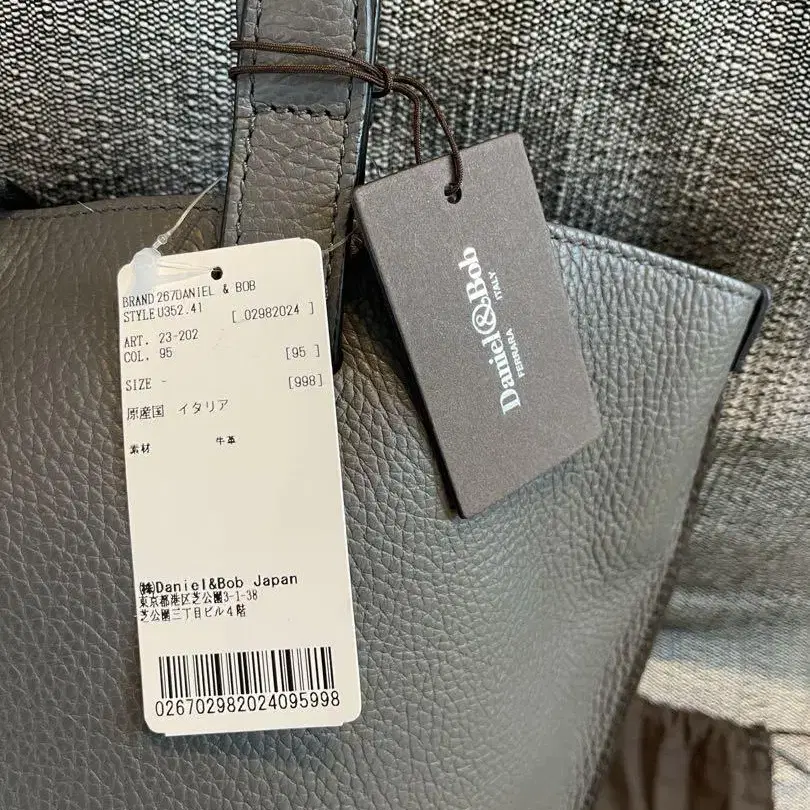 BRAND 267DANIEL & BOB
STYLE U352.41 [ 02982024 ]
ART. 23-202
COL. 95 [95 ]
SIZE - [998]
原産国 イタリア
素材 牛革
㈱Daniel&Bob Japan
東京都港区芝公園3-1-38
芝公園三丁目ビル4階
026702982024095998
Daniel&Bob
FERRARA ITALY